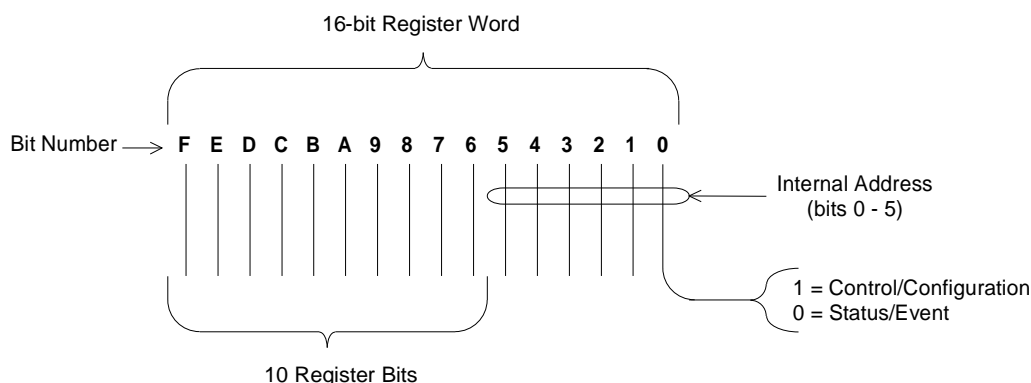 16-bit Register Word
Bit Number F E D C B A 9 8 7 6 5 4 3 2 1 0
Internal Address
(bits 0 - 5)
1 = Control/Configuration
0 = Status/Event
10 Register Bits